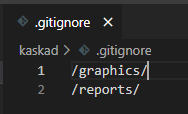 .gitignore
kaskad > .gitignore
1 /graphics/
2 /reports/